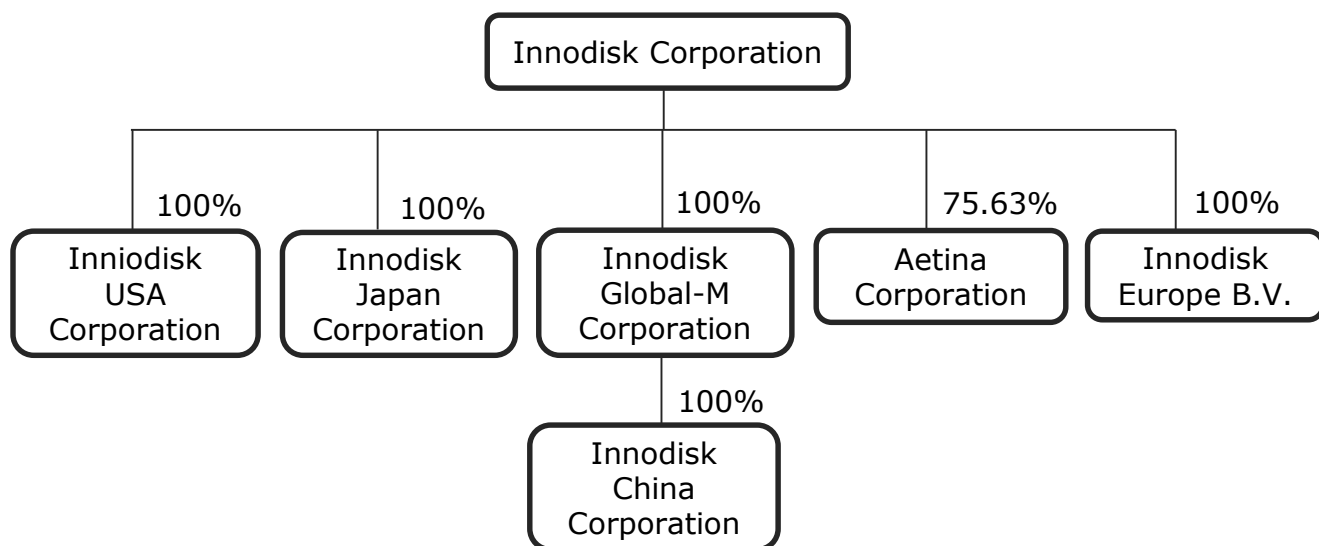 Innodisk Corporation
100%
100%
100%
75.63%
100%
Inniodisk
USA
Corporation
Innodisk
Japan
Corporation
Innodisk
Global-M
Corporation
Aetina
Corporation
Innodisk
Europe B.V.
100%
Innodisk
China
Corporation